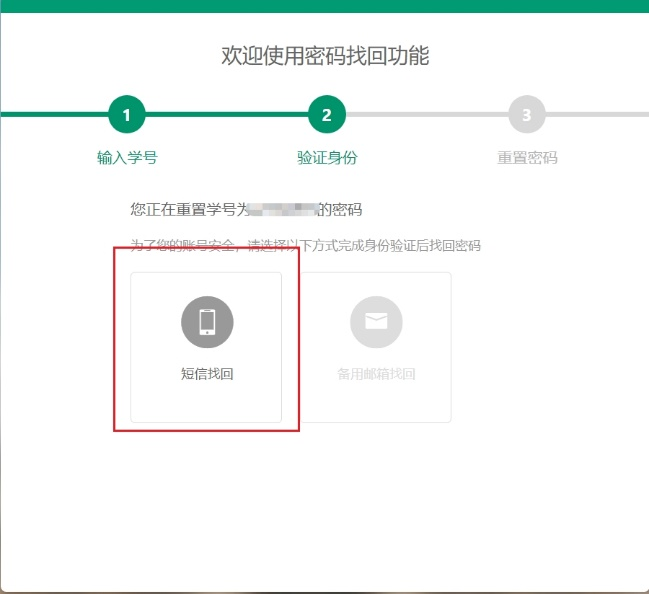 欢迎使用密码找回功能
1 2 3
输入学号 验证身份 重置密码
您正在重置学号为 的密码
为了您的账号安全，请选择以下方式完成身份验证后找回密码
短信找回 备用邮箱找回